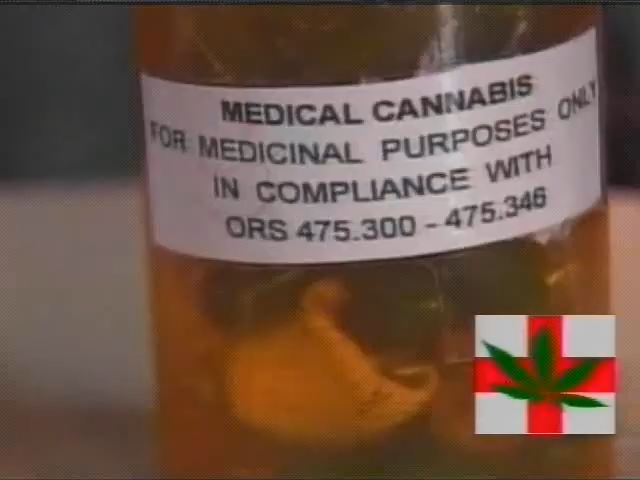 MEDICAL CANNABIS
FOR MEDICINAL PURPOSES ONLY
IN COMPLIANCE WITH
ORS 475.300 - 475.346